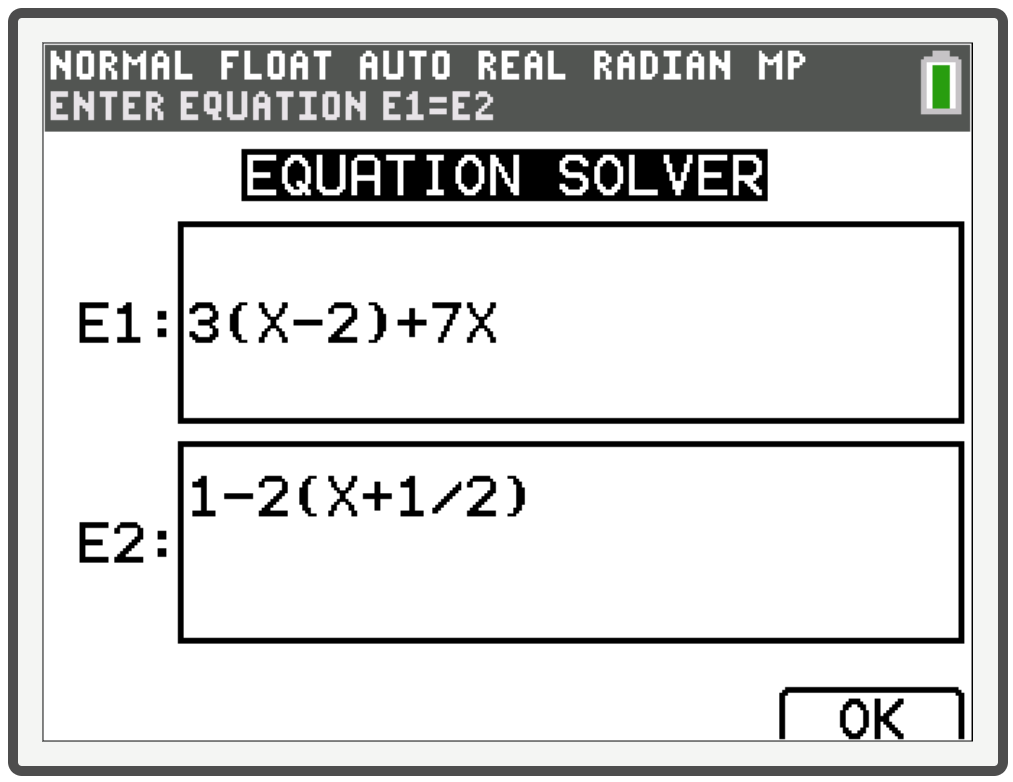 NORMAL FLOAT AUTO REAL RADIAN MP
ENTER EQUATION E1=E2
EQUATION SOLVER
E1: 3(X-2)+7X
E2: 1-2(X+1/2)
OK